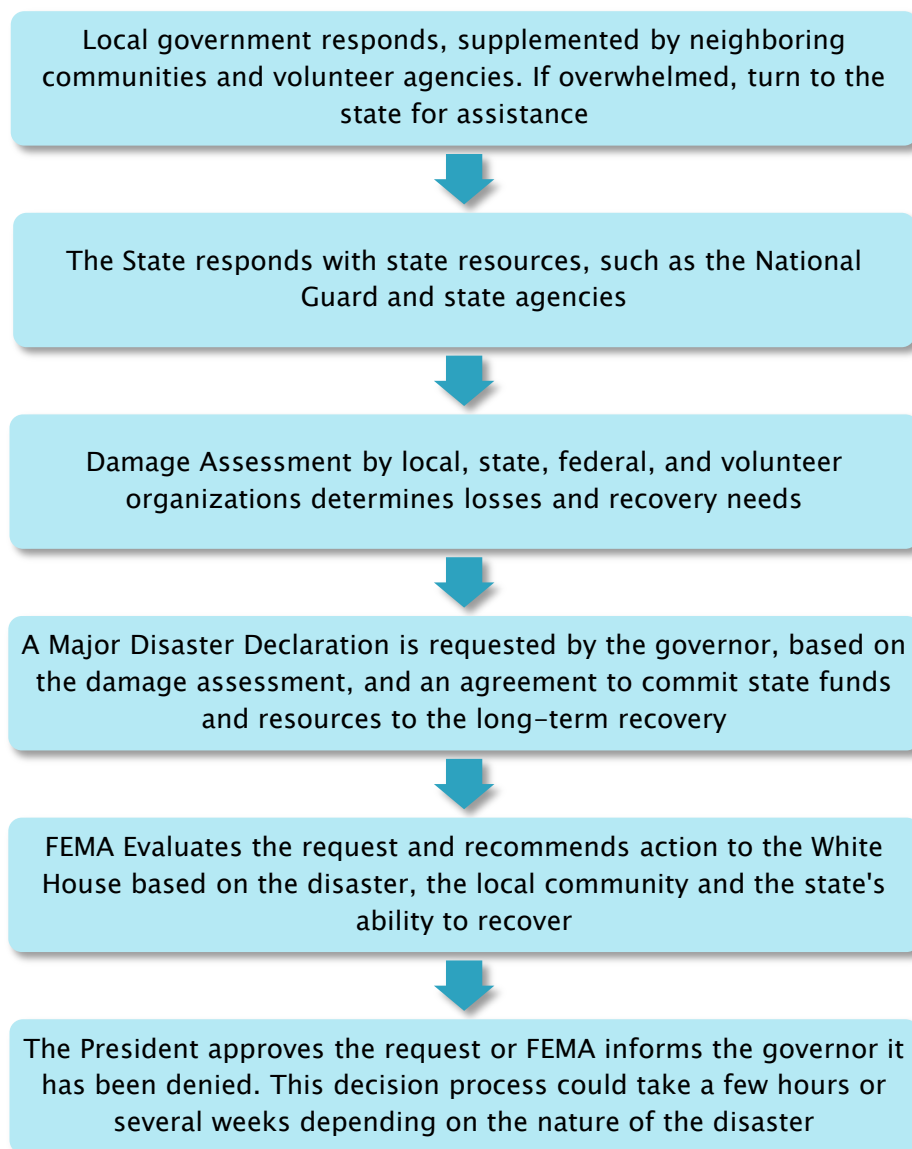 Local government responds, supplemented by neighboring
communities and volunteer agencies. If overwhelmed, turn to the
state for assistance
The State responds with state resources, such as the National
Guard and state agencies
Damage Assessment by local, state, federal, and volunteer
organizations determines losses and recovery needs
A Major Disaster Declaration is requested by the governor, based on
the damage assessment, and an agreement to commit state funds
and resources to the long-term recovery
FEMA Evaluates the request and recommends action to the White
House based on the disaster, the local community and the state's
ability to recover
The President approves the request or FEMA informs the governor it
has been denied. This decision process could take a few hours or
several weeks depending on the nature of the disaster